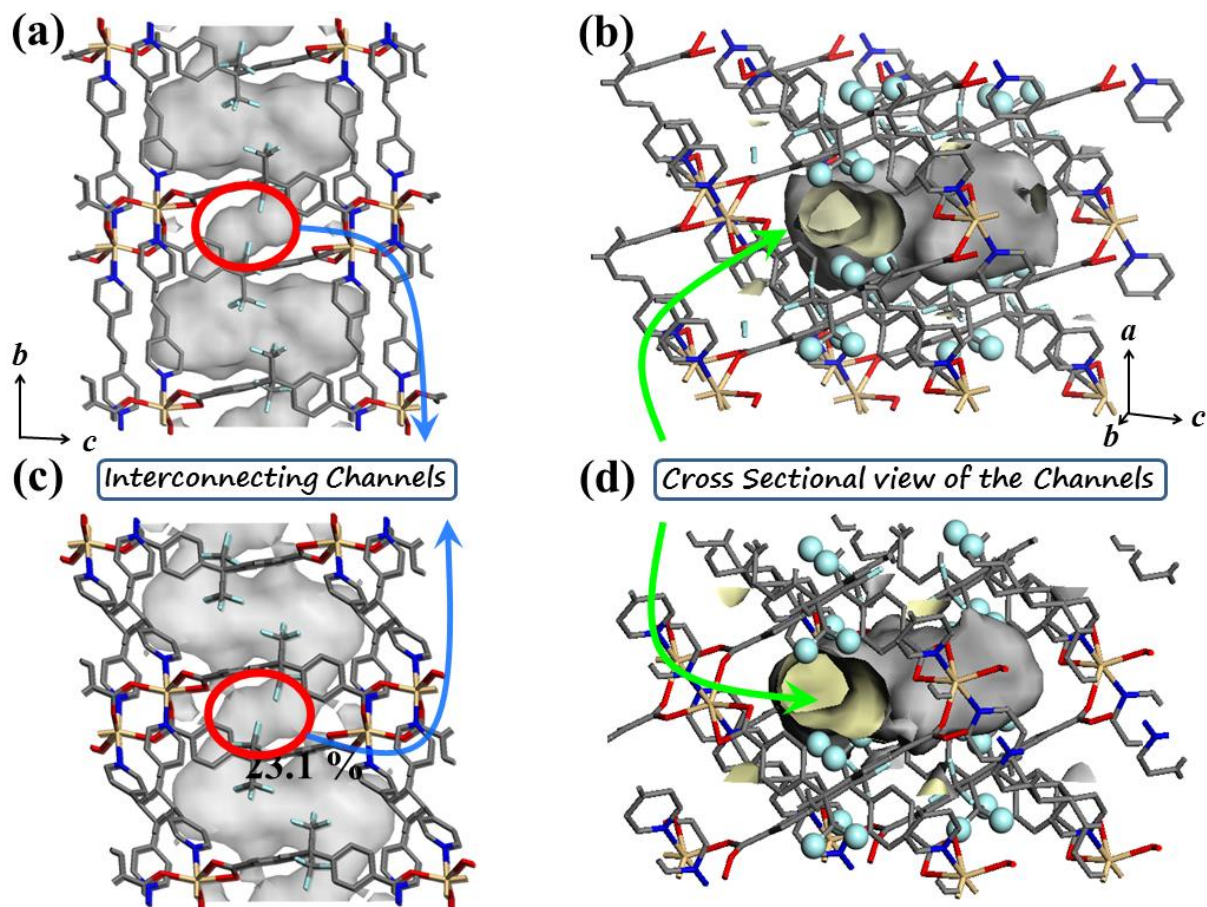 (a)
(b)
b
c
a
b
c
(c)
Interconnecting Channels
(d)
Cross Sectional view of the Channels
23.1 %